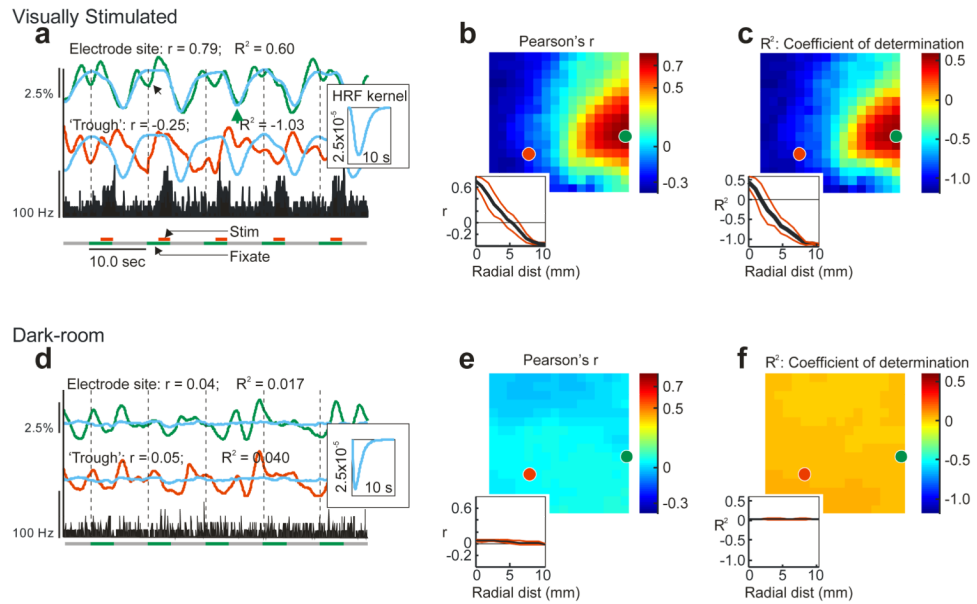 Visually Stimulated
a
Electrode site: r = 0.79; R² = 0.60
2.5%
'Trough': r = -0.25; R² = -1.03
HRF kernel
2.5x10⁻⁵
10 s
100 Hz
Stim
Fixate
10.0 sec
b
Pearson's r
0.7
0.5
0
-0.3
0.6
r
0
-0.2
0 5 10
Radial dist (mm)
c
R²: Coefficient of determination
0.5
0
-1.0
0.5
R² 0
-0.5
-1.0
0 5 10
Radial dist (mm)
Dark-room
d
Electrode site: r = 0.04; R² = 0.017
2.5%
'Trough': r = 0.05; R² = 0.040
2.5x10⁻⁵
10 s
100 Hz
e
Pearson's r
0.7
0.5
0
-0.3
0.6
r
0
-0.2
0 5 10
Radial dist (mm)
f
R²: Coefficient of determination
0.5
0
-1.0
0.5
R² 0
-0.5
-1.0
0 5 10
Radial dist (mm)